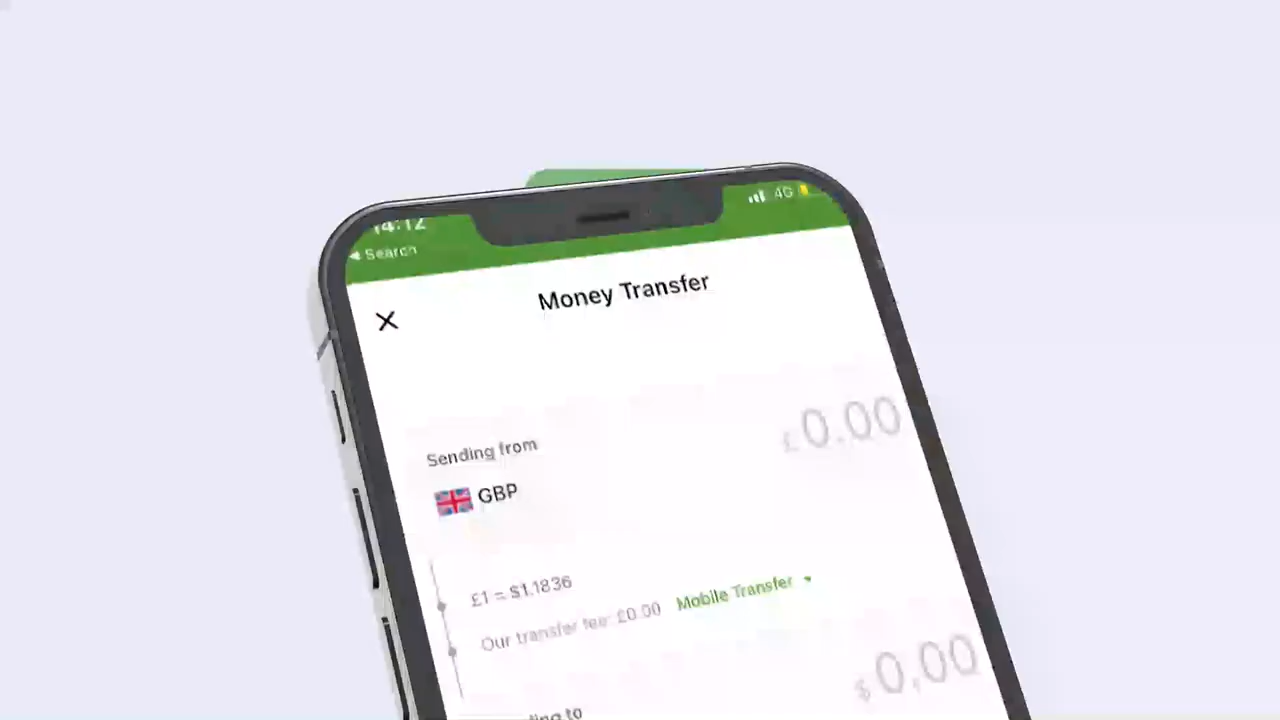 14:12
4G
Search
Money Transfer
£0.00
Sending from
GBP
£1 = $1.1836
Our transfer fee: £0.00 Mobile Transfer
$0,00
to